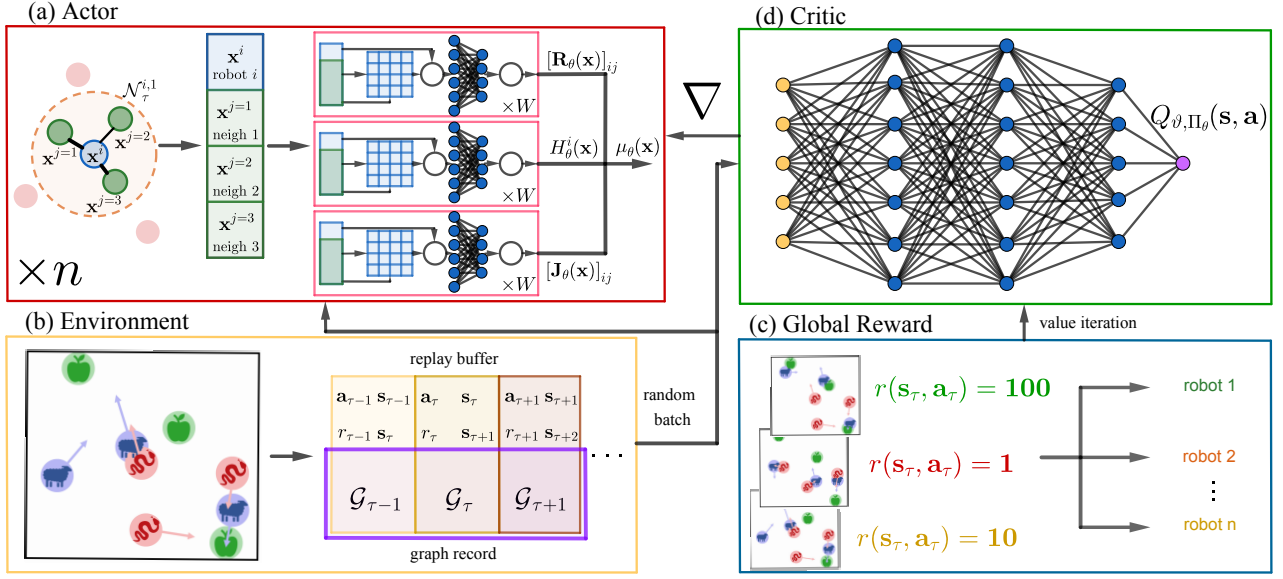 (a) Actor
𝒩_τ^{i,1}
x^{j=1}
x^i
x^{j=2}
x^{j=3}
×n
x^i
robot i
x^{j=1}
neigh 1
x^{j=2}
neigh 2
x^{j=3}
neigh 3
×W
×W
×W
[R_θ(x)]_{ij}
H_θ^i(x)
μ_θ(x)
[J_θ(x)]_{ij}
∇
(d) Critic
Q_{ϑ,Π_θ}(s, a)
(b) Environment
replay buffer
a_{τ−1} s_{τ−1} a_τ s_τ a_{τ+1} s_{τ+1}
r_{τ−1} s_τ r_τ s_{τ+1} r_{τ+1} s_{τ+2}
𝒢_{τ−1} 𝒢_τ 𝒢_{τ+1}
...
graph record
random
batch
(c) Global Reward
value iteration
r(s_τ, a_τ) = 100
r(s_τ, a_τ) = 1
r(s_τ, a_τ) = 10
robot 1
robot 2
⋮
robot n